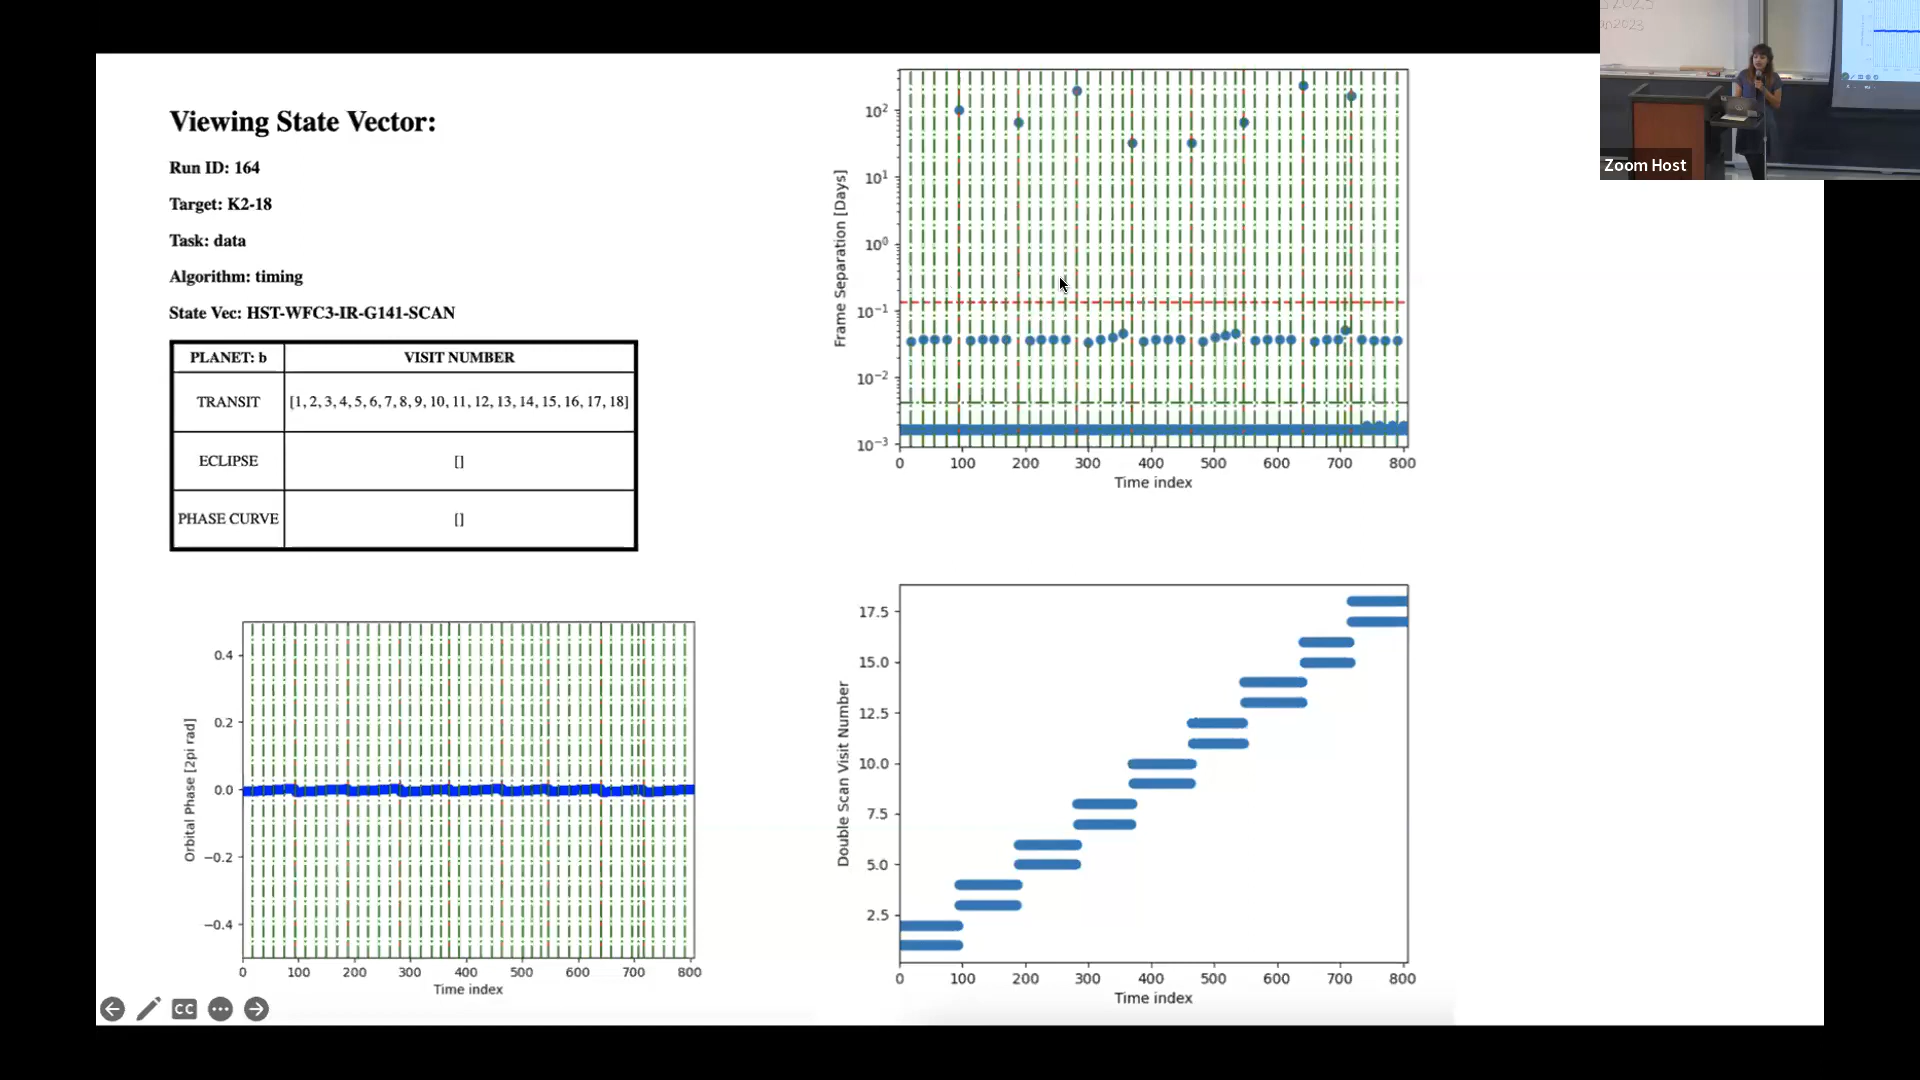 Viewing State Vector:
Run ID: 164
Target: K2-18
Task: data
Algorithm: timing
State Vec: HST-WFC3-IR-G141-SCAN
PLANET: b VISIT NUMBER
TRANSIT [1, 2, 3, 4, 5, 6, 7, 8, 9, 10, 11, 12, 13, 14, 15, 16, 17, 18]
ECLIPSE []
PHASE CURVE []
0.4
0.2
0.0
−0.2
−0.4
Orbital Phase [2pi rad]
0 100 200 300 400 500 600 700 800
Time index
CC
10²
10¹
10⁰
10⁻¹
10⁻²
10⁻³
Frame Separation [Days]
0 100 200 300 400 500 600 700 800
Time index
17.5
15.0
12.5
10.0
7.5
5.0
2.5
Double Scan Visit Number
0 100 200 300 400 500 600 700 800
Time index
Zoom Host